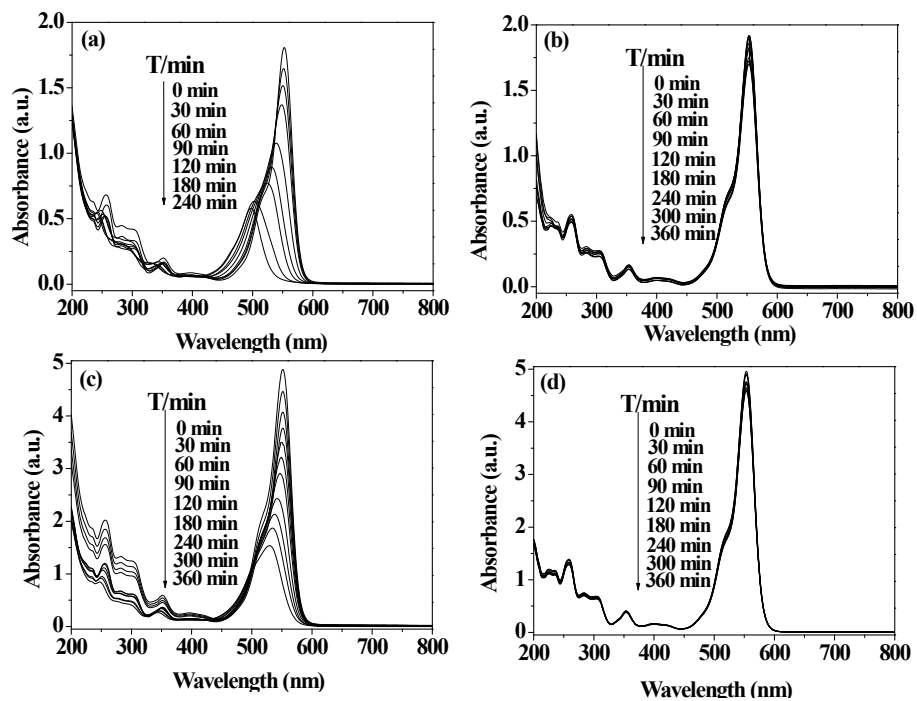 (a)
T/min
0 min
30 min
60 min
90 min
120 min
180 min
240 min
Absorbance (a.u.)
2.0
1.5
1.0
0.5
0.0
200 300 400 500 600 700 800
Wavelength (nm)
(b)
T/min
0 min
30 min
60 min
90 min
120 min
180 min
240 min
300 min
360 min
Absorbance (a.u.)
2.0
1.5
1.0
0.5
0.0
200 300 400 500 600 700 800
Wavelength (nm)
(c)
T/min
0 min
30 min
60 min
90 min
120 min
180 min
240 min
300 min
360 min
Absorbance (a.u.)
5
4
3
2
1
0
200 300 400 500 600 700 800
Wavelength (nm)
(d)
T/min
0 min
30 min
60 min
90 min
120 min
180 min
240 min
300 min
360 min
Absorbance (a.u.)
5
4
3
2
1
0
200 300 400 500 600 700 800
Wavelength (nm)